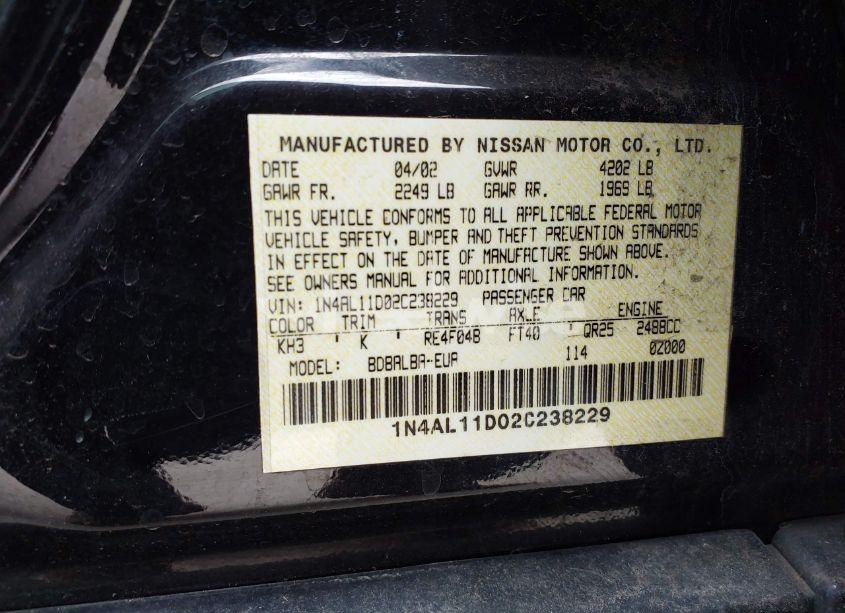 MANUFACTURED BY NISSAN MOTOR CO., LTD.
DATE 04/02 GVWR 4202 LB
GAWR FR. 2249 LB GAWR RR. 1969 LB
THIS VEHICLE CONFORMS TO ALL APPLICABLE FEDERAL MOTOR
VEHICLE SAFETY, BUMPER AND THEFT PREVENTION STANDARDS
IN EFFECT ON THE DATE OF MANUFACTURE SHOWN ABOVE.
SEE OWNERS MANUAL FOR ADDITIONAL INFORMATION.
VIN: 1N4AL11D02C238229 PASSENGER CAR
COLOR TRIM TRANS AXLE ENGINE
KH3 K RE4F04B FT40 QR25 2488CC
MODEL: BDBALBA-EUA 114 0Z000
1N4AL11D02C238229